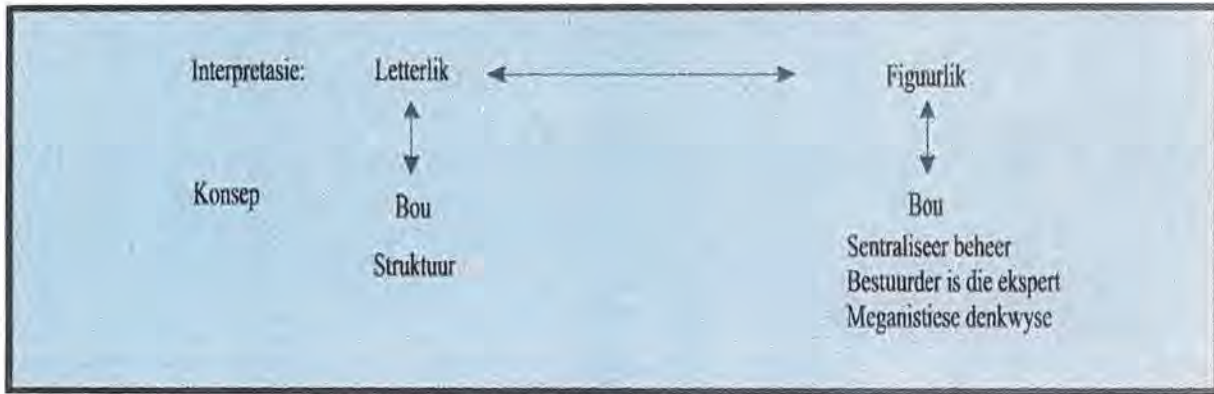 Interpretasie: Letterlik Figuurlik
Konsep Bou Bou
Struktuur Sentraliseer beheer
Bestuurder is die ekspert
Meganistiese denkwyse